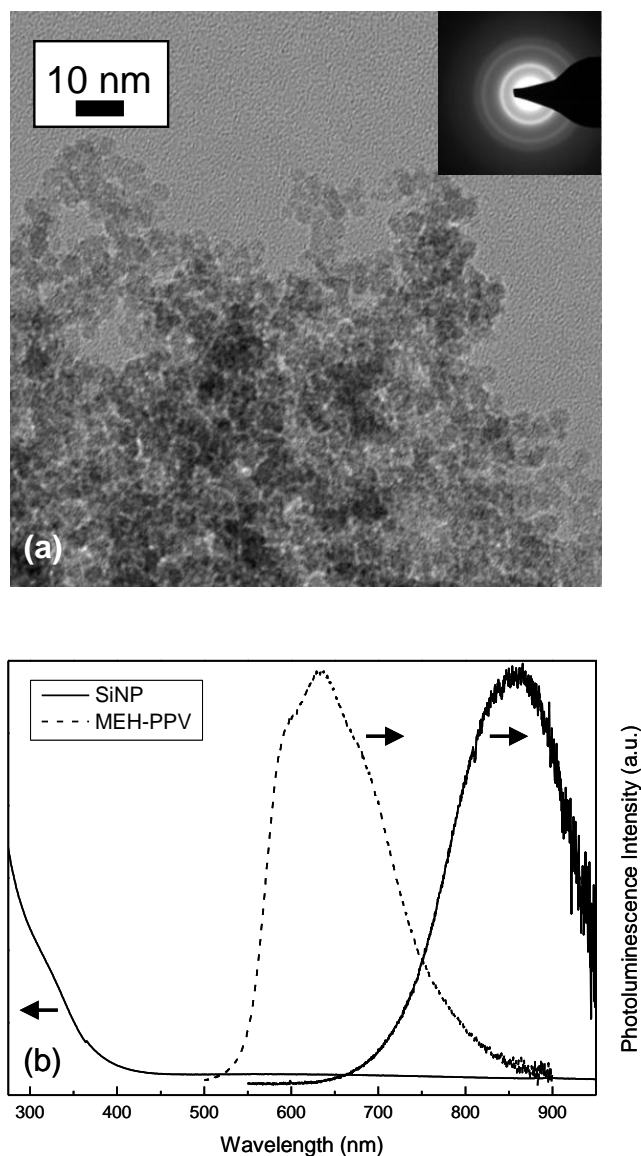 10 nm
(a)
SiNP
MEH-PPV
Photoluminescence Intensity (a.u.)
(b)
300 400 500 600 700 800 900
Wavelength (nm)